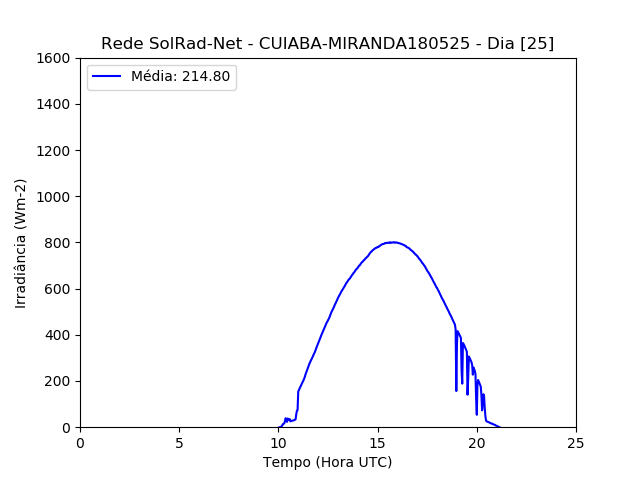 Rede SolRad-Net - CUIABA-MIRANDA180525 - Dia [25]
Média: 214.80
Irradiância (Wm-2)
1600
1400
1200
1000
800
600
400
200
0
0 5 10 15 20 25
Tempo (Hora UTC)